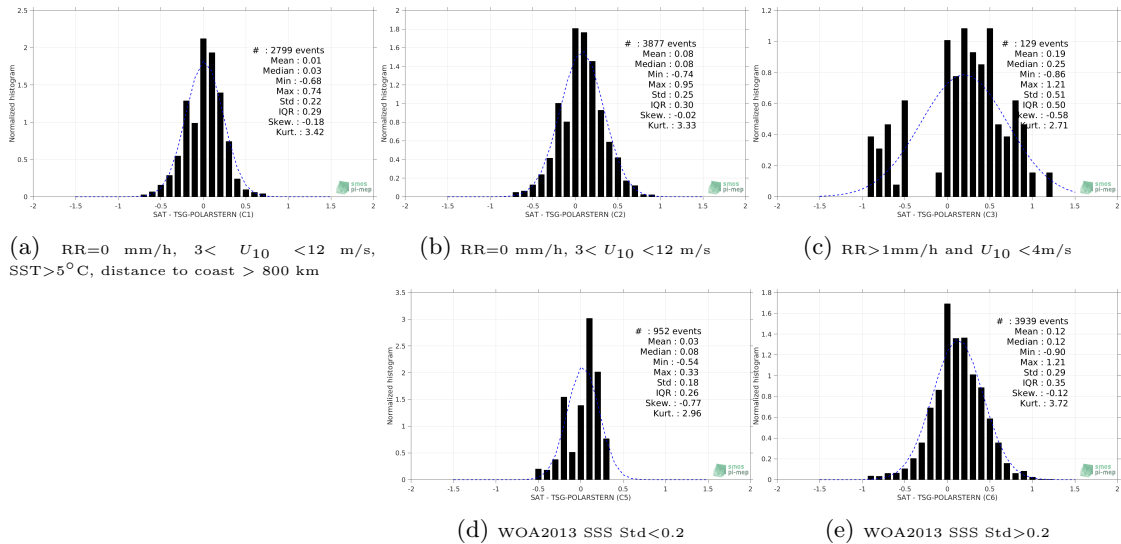 2.5
2
1.5
1
0.5
0
Normalized histogram
# : 2799 events
Mean : 0.01
Median : 0.03
Min : -0.68
Max : 0.74
Std : 0.22
IQR : 0.29
Skew. : -0.18
Kurt. : 3.42
smos
pi-mep
-2 -1.5 -1 -0.5 0 0.5 1 1.5 2
SAT - TSG-POLARSTERN (C1)
(a) RR=0 mm/h, 3< U10 <12 m/s,
SST>5°C, distance to coast > 800 km
2
1.8
1.6
1.4
1.2
1
0.8
0.6
0.4
0.2
0
Normalized histogram
# : 3877 events
Mean : 0.08
Median : 0.08
Min : -0.74
Max : 0.95
Std : 0.25
IQR : 0.30
Skew. : -0.02
Kurt. : 3.33
smos
pi-mep
-2 -1.5 -1 -0.5 0 0.5 1 1.5 2
SAT - TSG-POLARSTERN (C2)
(b) RR=0 mm/h, 3< U10 <12 m/s
1.2
1
0.8
0.6
0.4
0.2
0
Normalized histogram
# : 129 events
Mean : 0.19
Median : 0.25
Min : -0.86
Max : 1.21
Std : 0.51
IQR : 0.50
Skew. : -0.58
Kurt. : 2.71
smos
pi-mep
-2 -1.5 -1 -0.5 0 0.5 1 1.5 2
SAT - TSG-POLARSTERN (C3)
(c) RR>1mm/h and U10 <4m/s
3.5
3
2.5
2
1.5
1
0.5
0
Normalized histogram
# : 952 events
Mean : 0.03
Median : 0.08
Min : -0.54
Max : 0.33
Std : 0.18
IQR : 0.26
Skew. : -0.77
Kurt. : 2.96
smos
pi-mep
-2 -1.5 -1 -0.5 0 0.5 1 1.5 2
SAT - TSG-POLARSTERN (C5)
(d) WOA2013 SSS Std<0.2
1.8
1.6
1.4
1.2
1
0.8
0.6
0.4
0.2
0
Normalized histogram
# : 3939 events
Mean : 0.12
Median : 0.12
Min : -0.90
Max : 1.21
Std : 0.29
IQR : 0.35
Skew. : -0.12
Kurt. : 3.72
smos
pi-mep
-2 -1.5 -1 -0.5 0 0.5 1 1.5 2
SAT - TSG-POLARSTERN (C6)
(e) WOA2013 SSS Std>0.2